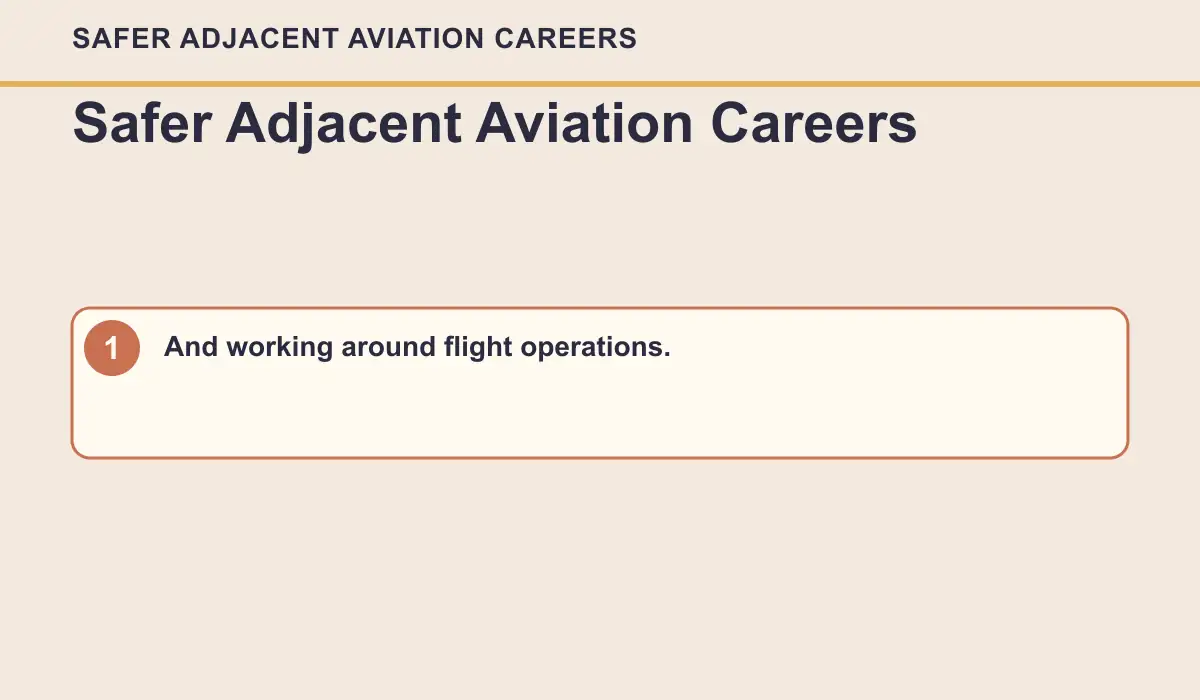 SAFER ADJACENT AVIATION CAREERS
Safer Adjacent Aviation Careers
1 And working around flight operations.